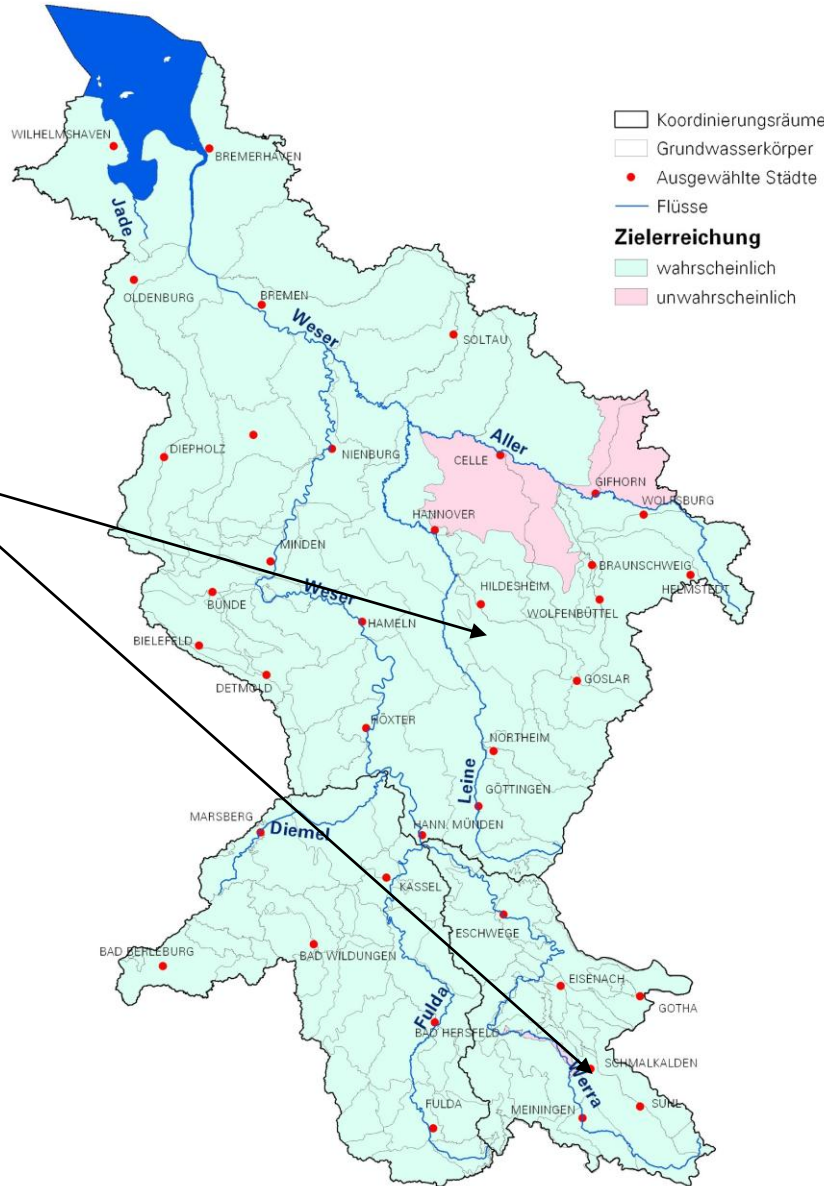 WILHELMSHAVEN
BREMERHAVEN
Jade
OLDENBURG
BREMEN
Weser
SOLTAU
Koordinierungsräume
Grundwasserkörper
Ausgewählte Städte
Flüsse
Zielerreichung
wahrscheinlich
unwahrscheinlich
DIEPHOLZ
NIENBURG
Aller
CELLE
GIFHORN
WOLFSBURG
HANNOVER
MINDEN
BRAUNSCHWEIG
HELMSTEDT
HILDESHEIM
WOLFENBÜTTEL
BÜNDE
Weser
HAMELN
BIELEFELD
DETMOLD
GOSLAR
HÖXTER
NORTHEIM
Leine
GÖTTINGEN
MARSBERG
Diemel
HANN. MÜNDEN
KASSEL
ESCHWEGE
BAD BERLEBURG
BAD WILDUNGEN
EISENACH
GOTHA
Fulda
BAD HERSFELD
SCHMALKALDEN
Werra
MEININGEN
SUHL
FULDA